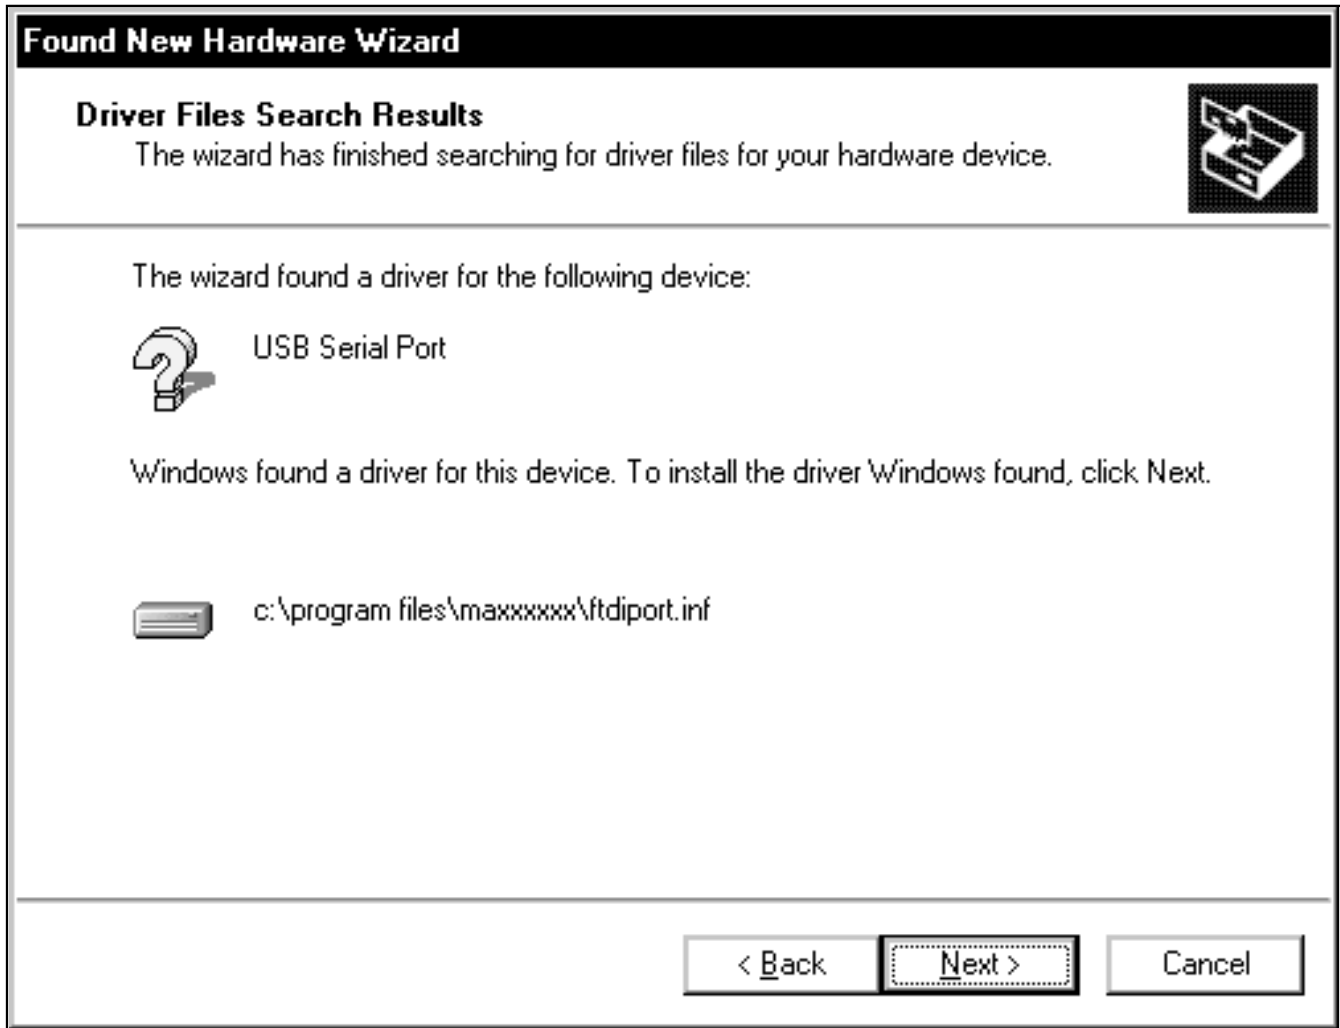 Found New Hardware Wizard
Driver Files Search Results
The wizard has finished searching for driver files for your hardware device.
The wizard found a driver for the following device:
USB Serial Port
Windows found a driver for this device. To install the driver Windows found, click Next.
c:\program files\maxxxxxx\ftdiport.inf
< Back
Next >
Cancel